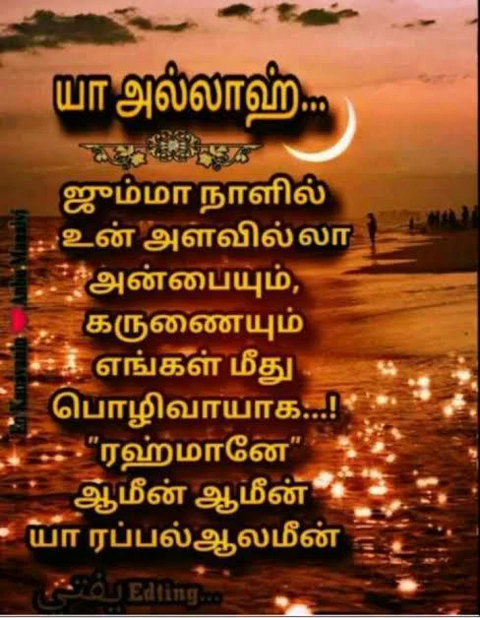 யா அல்லாஹ்...
ஜும்மா நாளில்
உன் அளவில்லா
அன்பையும்,
கருணையும்
எங்கள் மீது
பொழிவாயாக...!
"ரஹ்மானே"
ஆமீன் ஆமீன்
யா ரப்பல்ஆலமீன்
Edting...